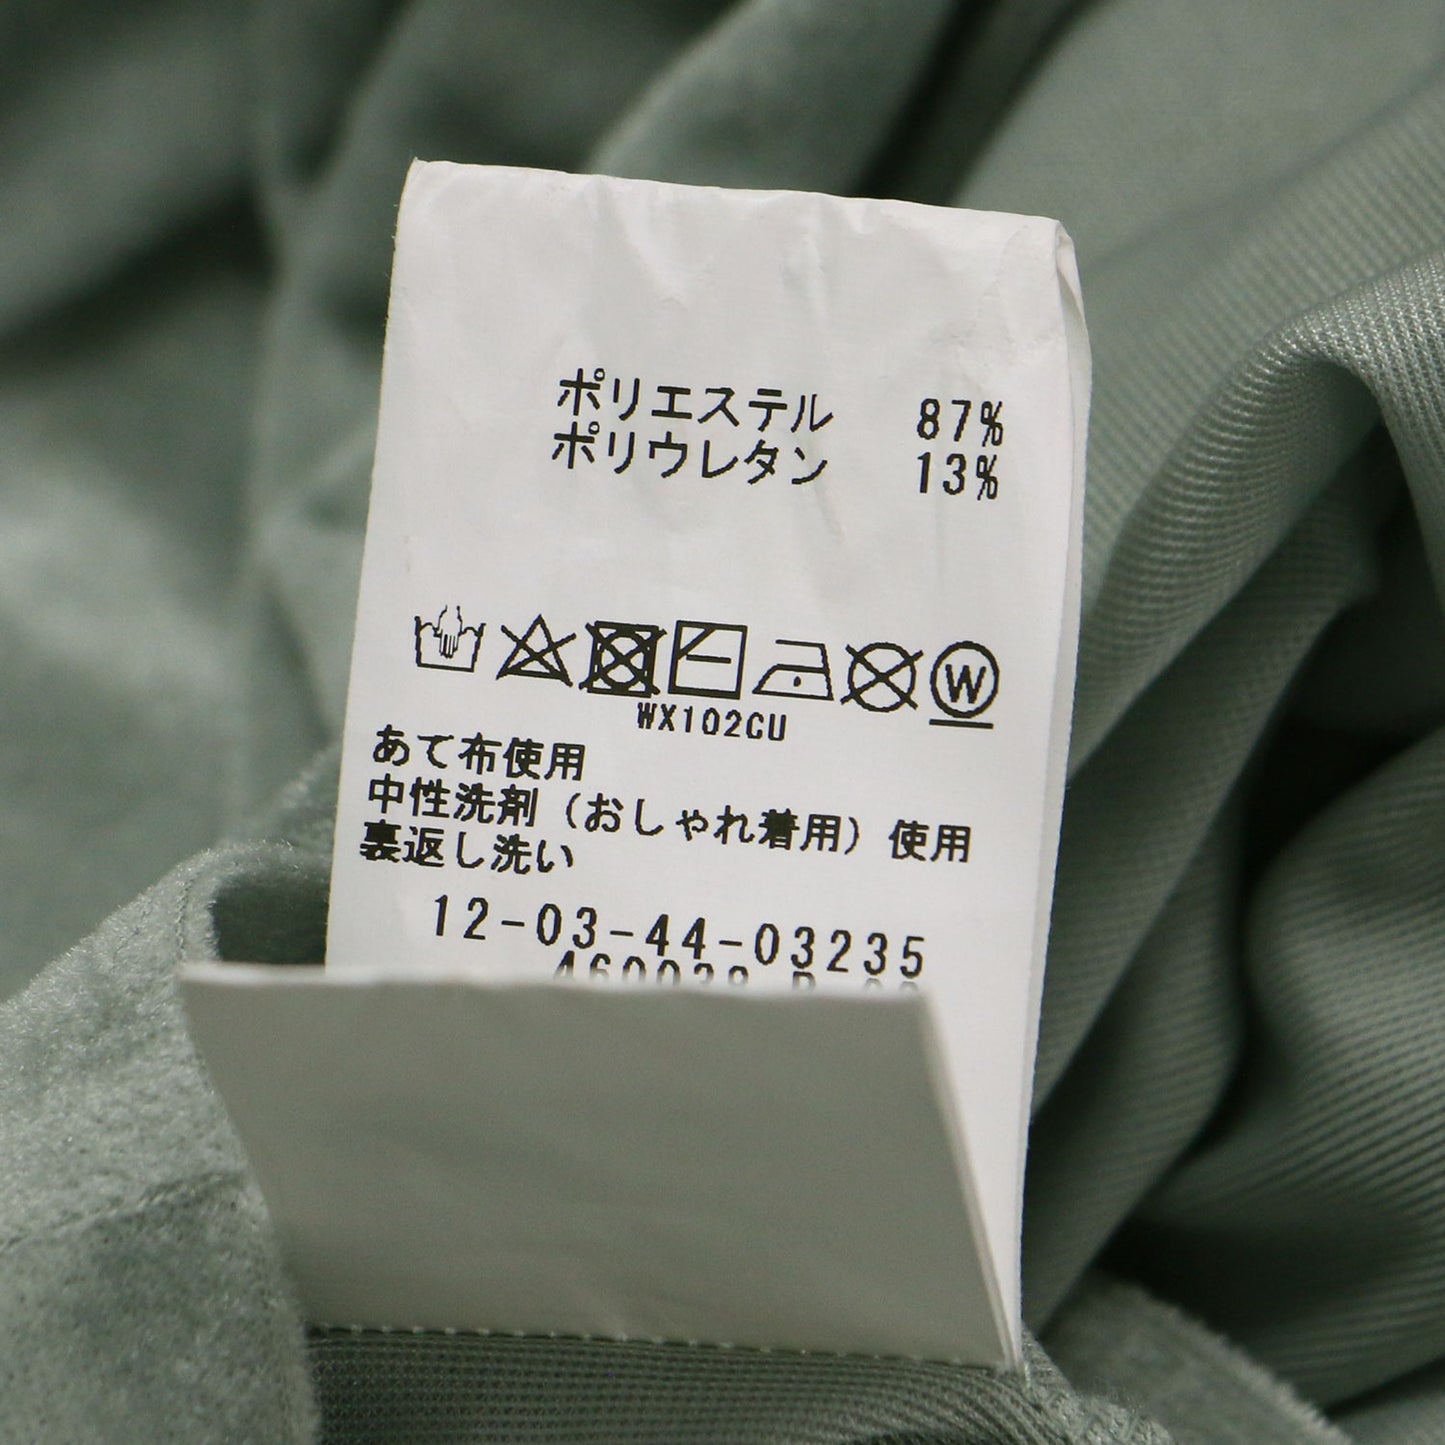 ポリエステル 87%
ポリウレタン 13%
W
WX102CU
あて布使用
中性洗剤（おしゃれ着用）使用
裏返し洗い
12-03-44-03235